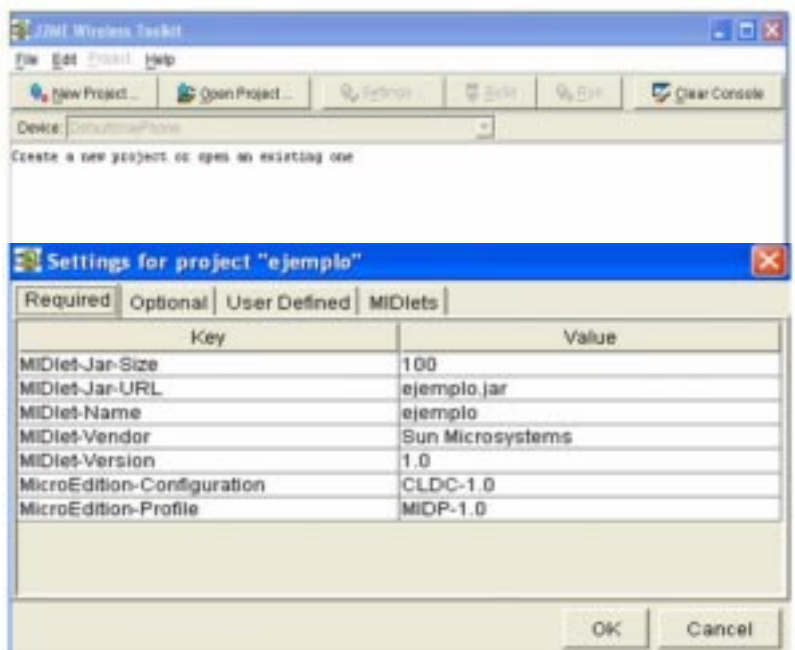 J2ME Wireless Toolkit
File Edit Project Help
New Project ... Open Project ... Settings ... Build Run Clear Console
Device: DefaultGrayPhone
Create a new project or open an existing one
Settings for project "ejemplo"
Required Optional User Defined MIDlets
Key Value
MIDlet-Jar-Size 100
MIDlet-Jar-URL ejemplo.jar
MIDlet-Name ejemplo
MIDlet-Vendor Sun Microsystems
MIDlet-Version 1.0
MicroEdition-Configuration CLDC-1.0
MicroEdition-Profile MIDP-1.0
OK Cancel